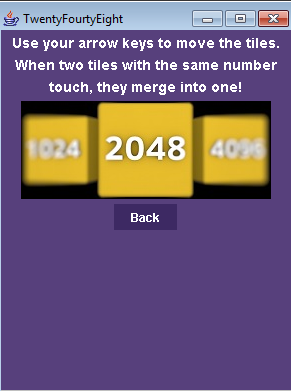 TwentyFourtyEight
Use your arrow keys to move the tiles.
When two tiles with the same number
touch, they merge into one!
1024 2048 4096
Back